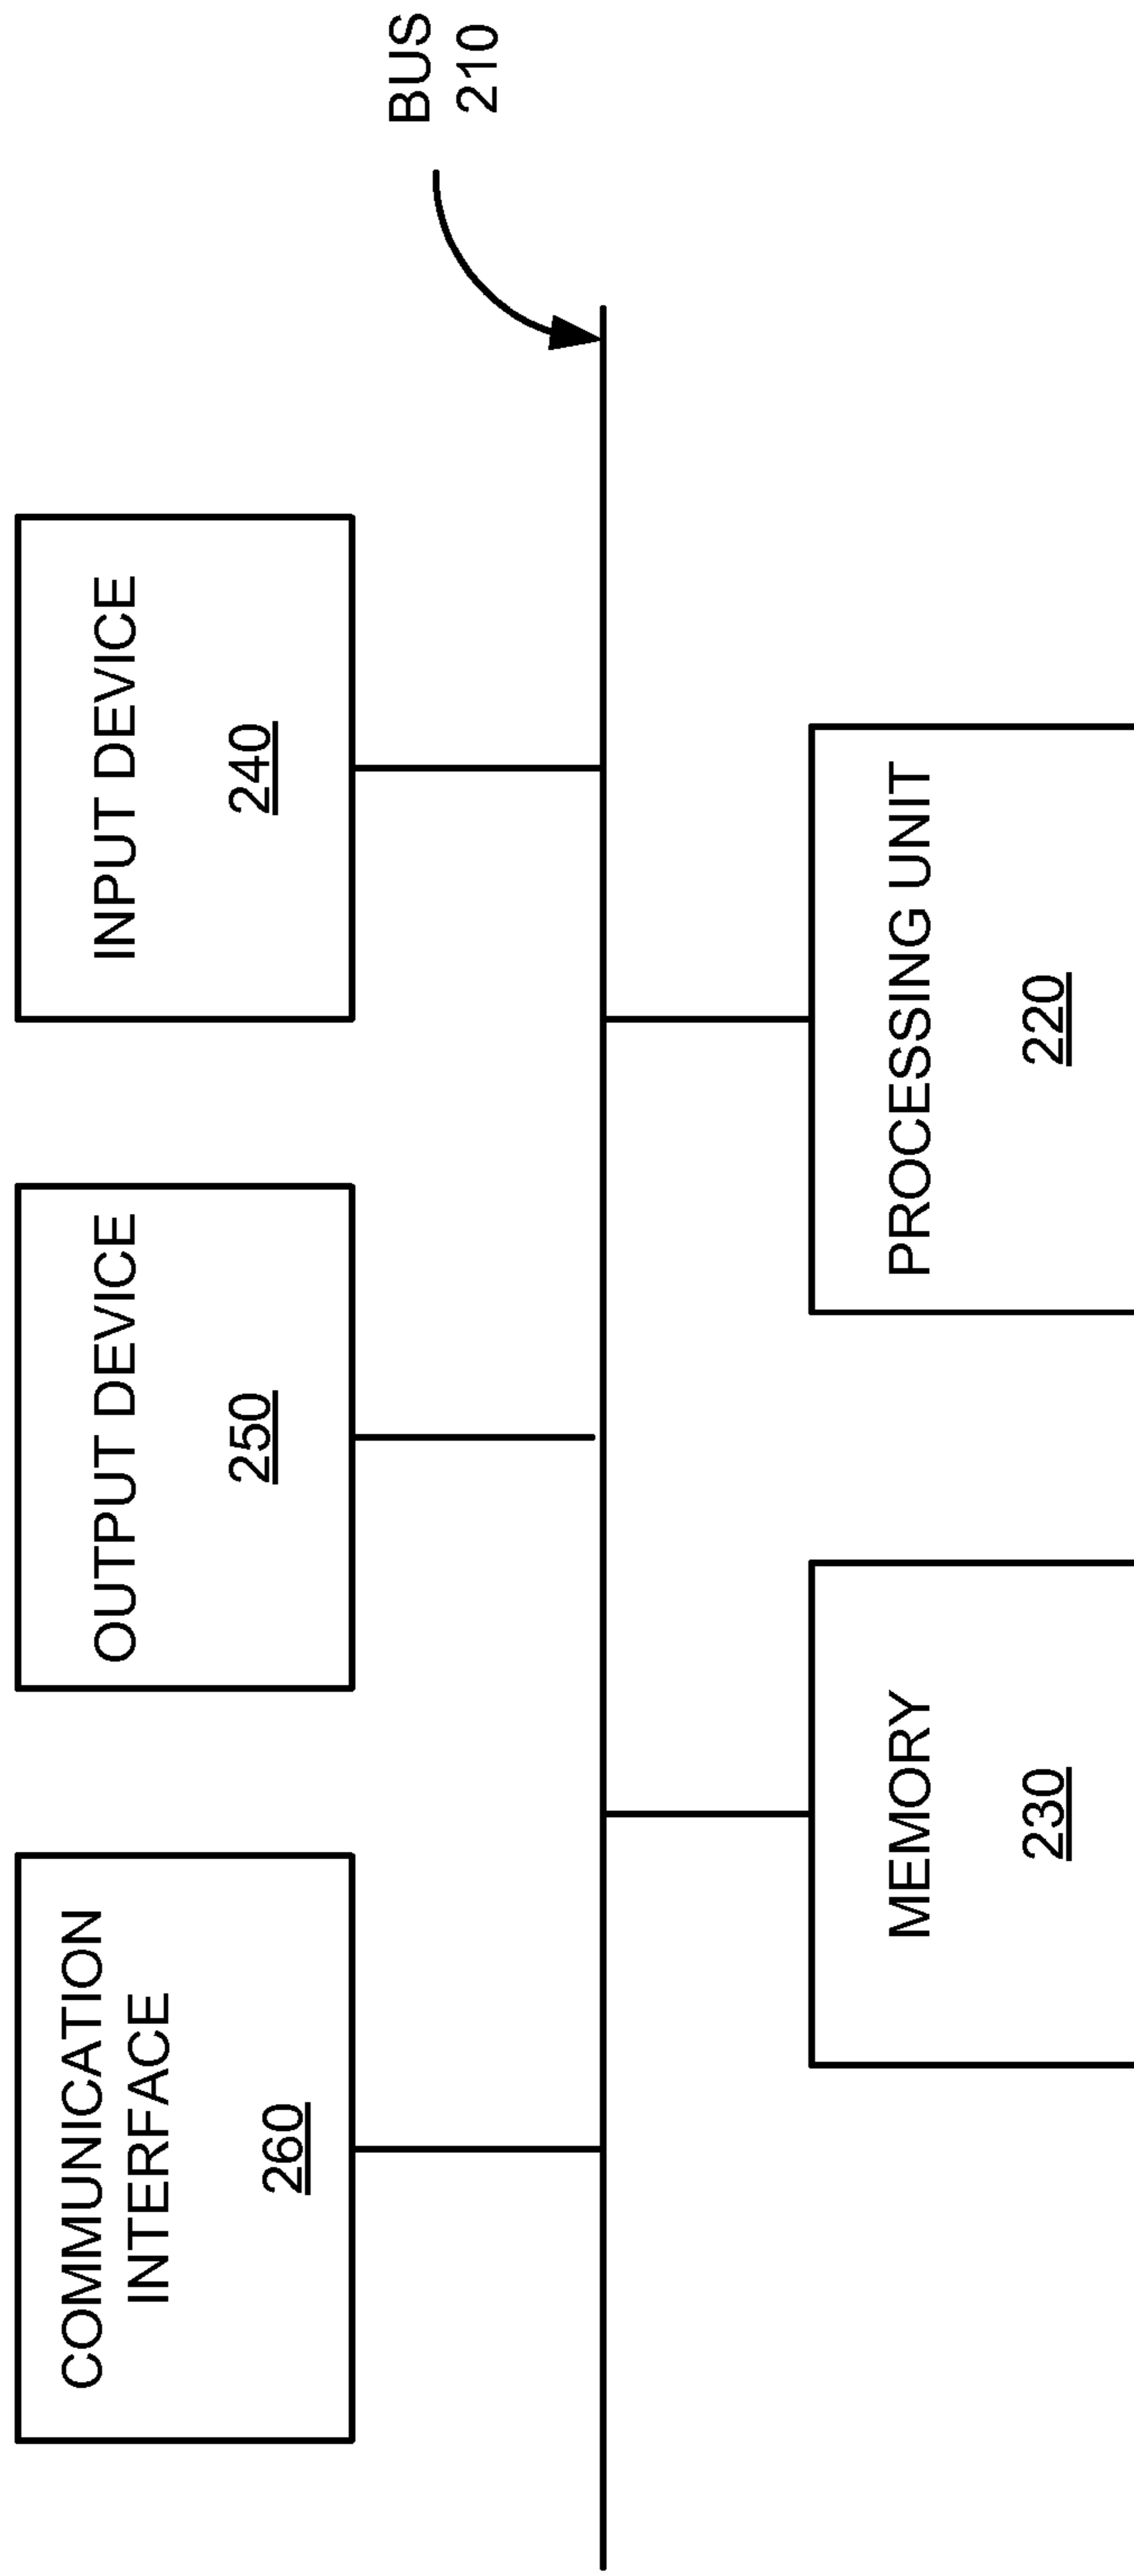 COMMUNICATION
INTERFACE
260
OUTPUT DEVICE
250
INPUT DEVICE
240
BUS
210
MEMORY
230
PROCESSING UNIT
220